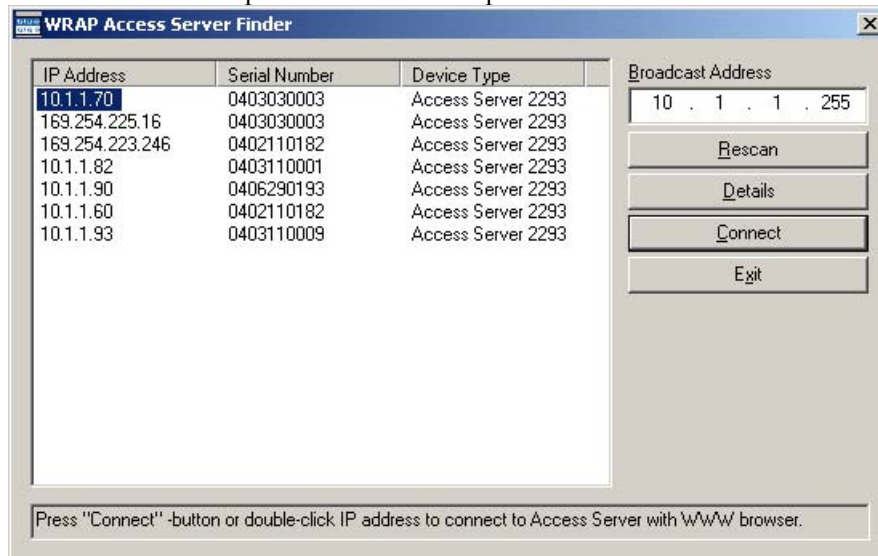 WRAP Access Server Finder
IP Address Serial Number Device Type
10.1.1.70 0403030003 Access Server 2293
169.254.225.16 0403030003 Access Server 2293
169.254.223.246 0402110182 Access Server 2293
10.1.1.82 0403110001 Access Server 2293
10.1.1.90 0406290193 Access Server 2293
10.1.1.60 0402110182 Access Server 2293
10.1.1.93 0403110009 Access Server 2293
Broadcast Address
10 . 1 . 1 . 255
Rescan
Details
Connect
Exit
Press "Connect" -button or double-click IP address to connect to Access Server with WWW browser.